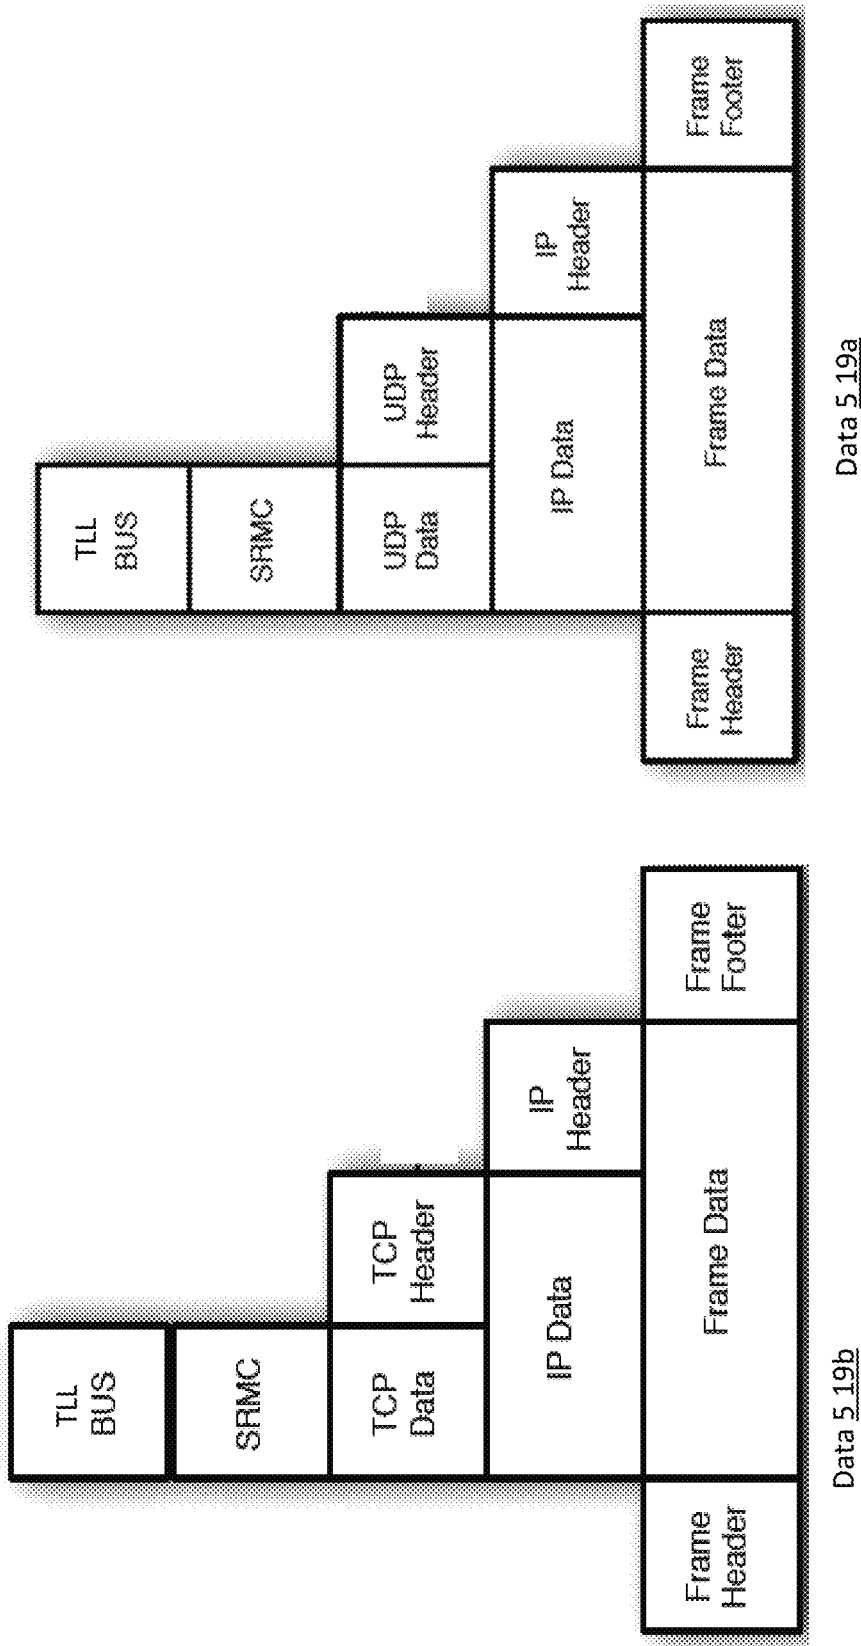 TLL
BUS
SRMC
TCP
Data
TCP
Header
IP Data
IP
Header
Frame
Header
Frame Data
Frame
Footer
Data 5 19b
TLL
BUS
SRMC
UDP
Data
UDP
Header
IP Data
IP
Header
Frame
Header
Frame Data
Frame
Footer
Data 5 19a